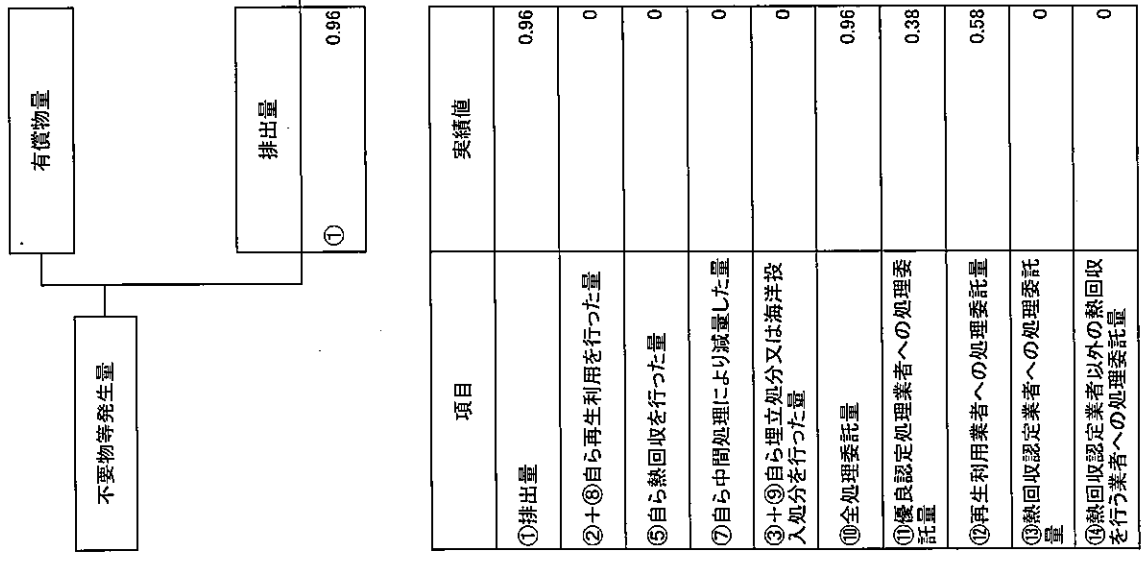 不要物等発生量
有償物量
排出量
① 0.96
項目 実績値
①排出量 0.96
②+⑧自ら再生利用を行った量 0
⑤自ら熱回収を行った量 0
⑦自ら中間処理により減量した量 0
③+⑨自ら埋立処分又は海洋投
入処分を行った量 0
⑩全処理委託量 0.96
⑪優良認定処理業者への処理委
託量 0.38
⑫再生利用業者への処理委託量 0.58
⑬熱回収認定業者への処理委託
量 0
⑭熱回収認定業者以外の熱回収
を行う業者への処理委託量 0